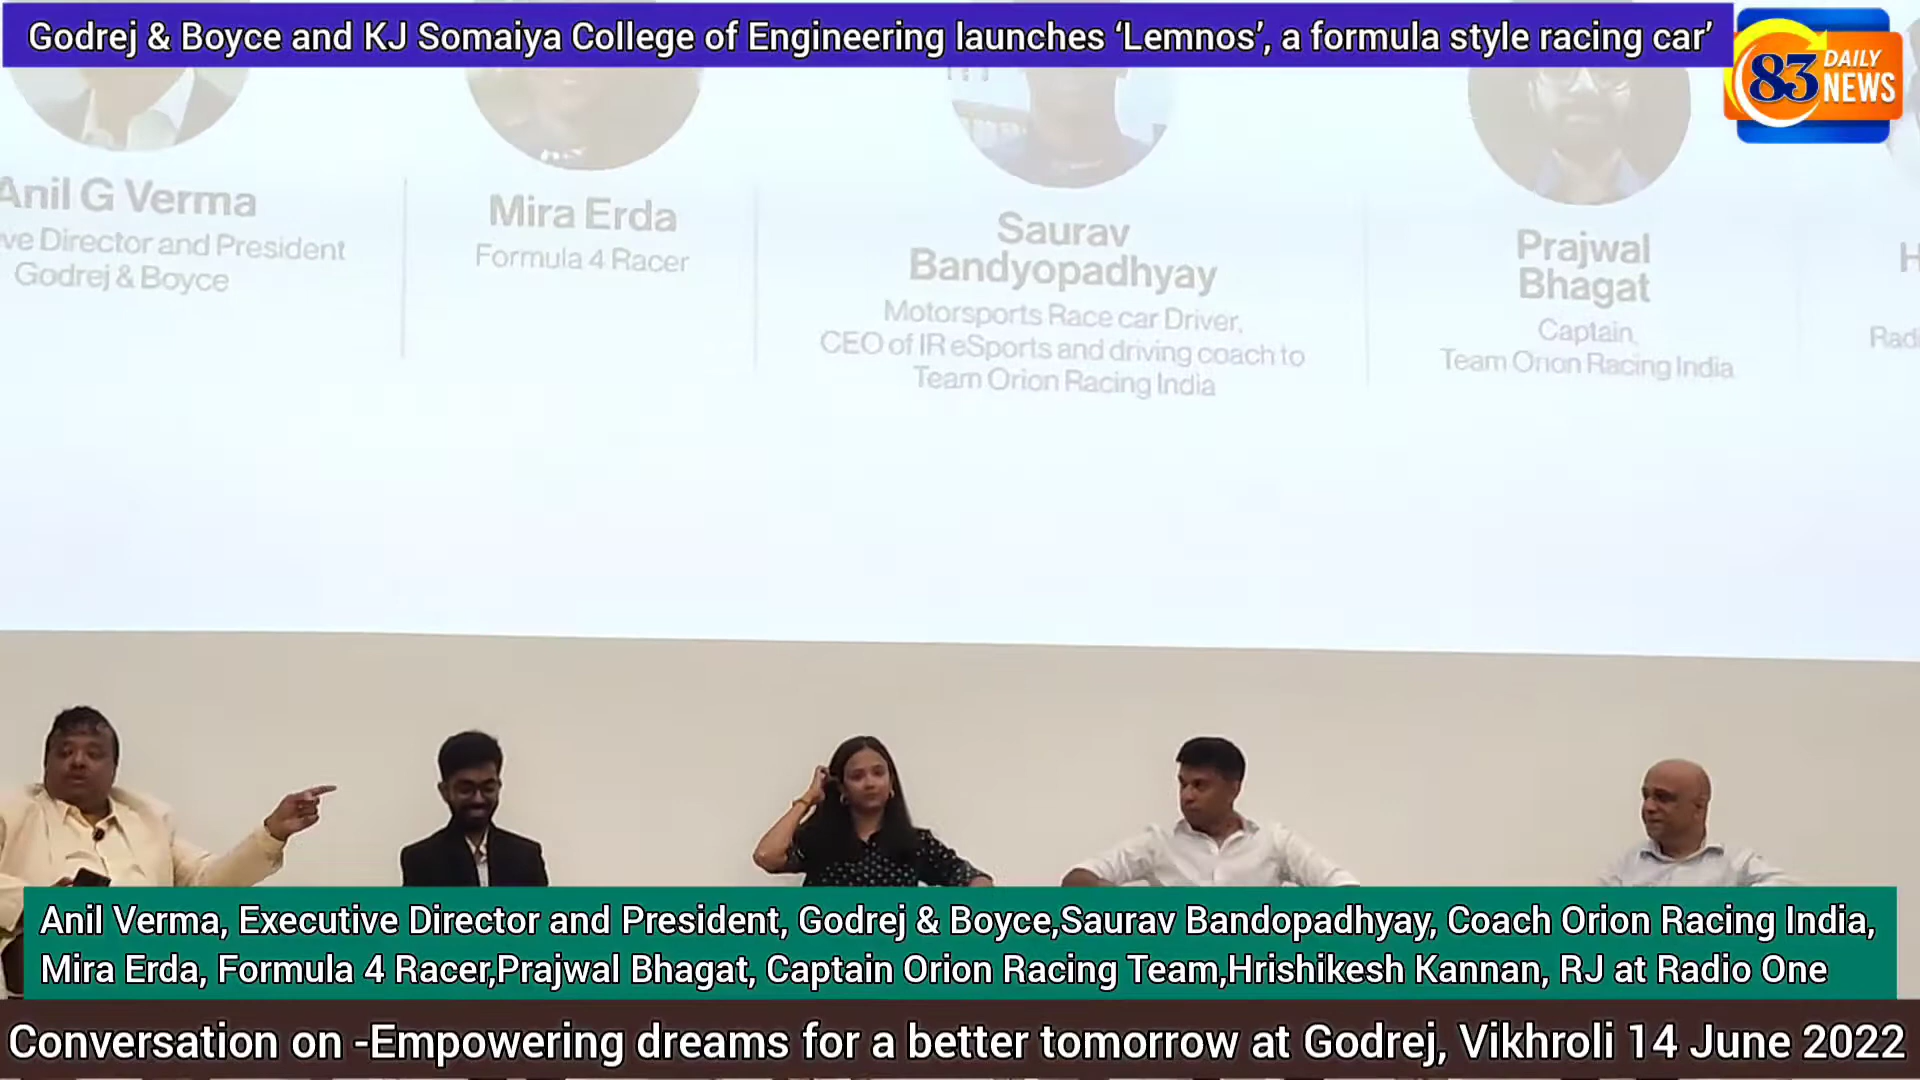 Godrej & Boyce and KJ Somaiya College of Engineering launches ‘Lemnos’, a formula style racing car’
83 DAILY
NEWS
Anil G Verma
ve Director and President
Godrej & Boyce
Mira Erda
Formula 4 Racer
Saurav
Bandyopadhyay
Motorsports Race car Driver,
CEO of IR eSports and driving coach to
Team Orion Racing India
Prajwal
Bhagat
Captain,
Team Orion Racing India
H
Radi
Anil Verma, Executive Director and President, Godrej & Boyce,Saurav Bandopadhyay, Coach Orion Racing India,
Mira Erda, Formula 4 Racer,Prajwal Bhagat, Captain Orion Racing Team,Hrishikesh Kannan, RJ at Radio One
Conversation on -Empowering dreams for a better tomorrow at Godrej, Vikhroli 14 June 2022